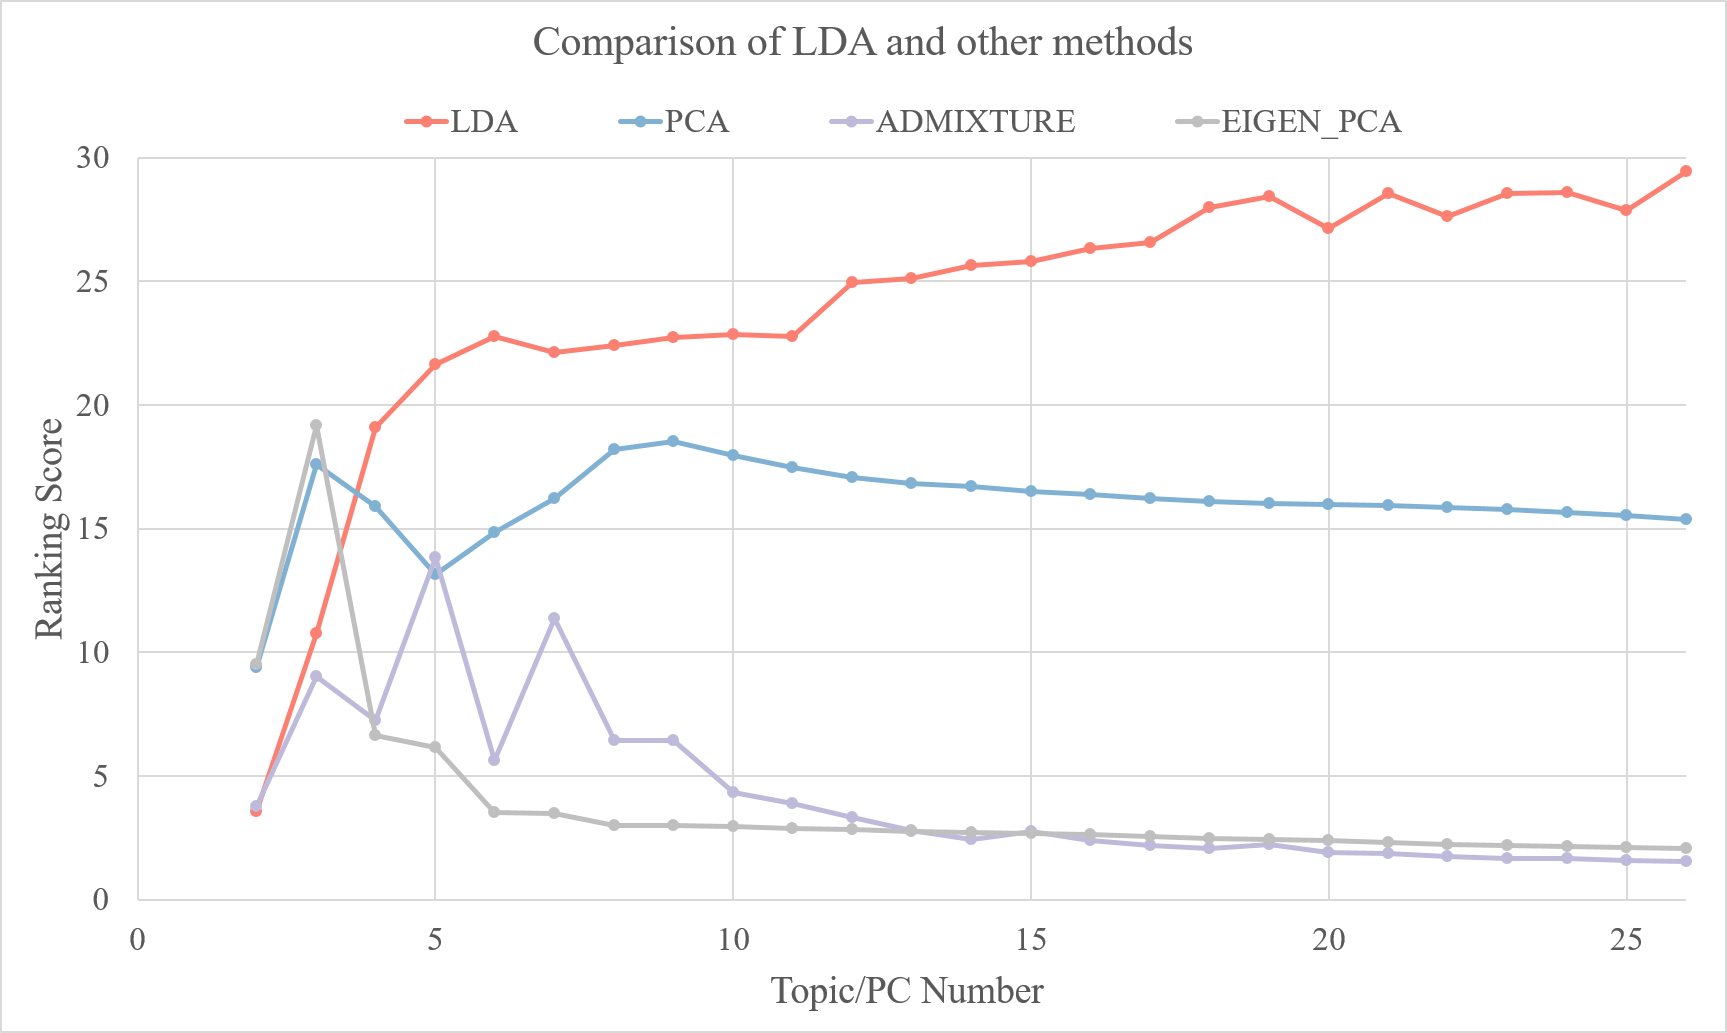 Comparison of LDA and other methods
LDA PCA ADMIXTURE EIGEN_PCA
30
25
20
15
10
5
0
Ranking Score
0 5 10 15 20 25
Topic/PC Number